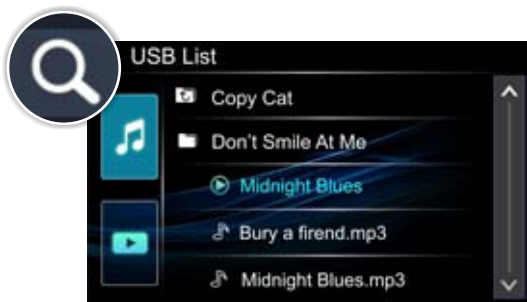 USB List
Copy Cat
Don't Smile At Me
Midnight Blues
Bury a firend.mp3
Midnight Blues.mp3